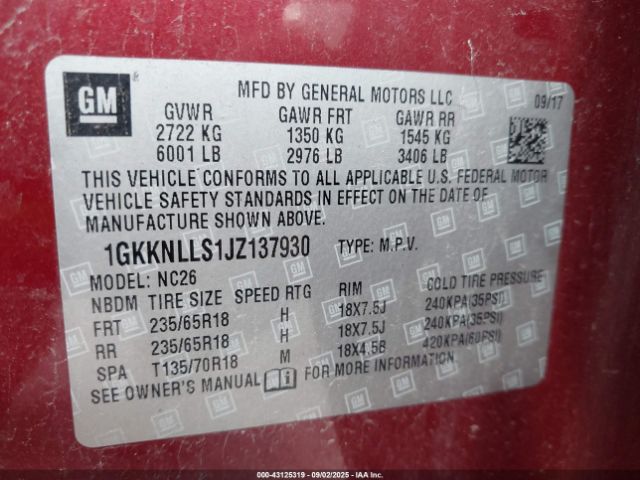 GM
MFD BY GENERAL MOTORS LLC 09/17
GVWR GAWR FRT GAWR RR
2722 KG 1350 KG 1545 KG
6001 LB 2976 LB 3406 LB
THIS VEHICLE CONFORMS TO ALL APPLICABLE U.S. FEDERAL MOTOR
VEHICLE SAFETY STANDARDS IN EFFECT ON THE DATE OF
MANUFACTURE SHOWN ABOVE.
1GKKNLLS1JZ137930 TYPE: M.P.V.
MODEL: NC26
NBDM TIRE SIZE SPEED RTG RIM COLD TIRE PRESSURE
FRT 235/65R18 H 18X7.5J 240KPA(35PSI)
RR 235/65R18 H 18X7.5J 240KPA(35PSI)
SPA T135/70R18 M 18X4.5B 420KPA(60PSI)
SEE OWNER'S MANUAL FOR MORE INFORMATION
000-43125319 - 09/02/2025 - IAA Inc.